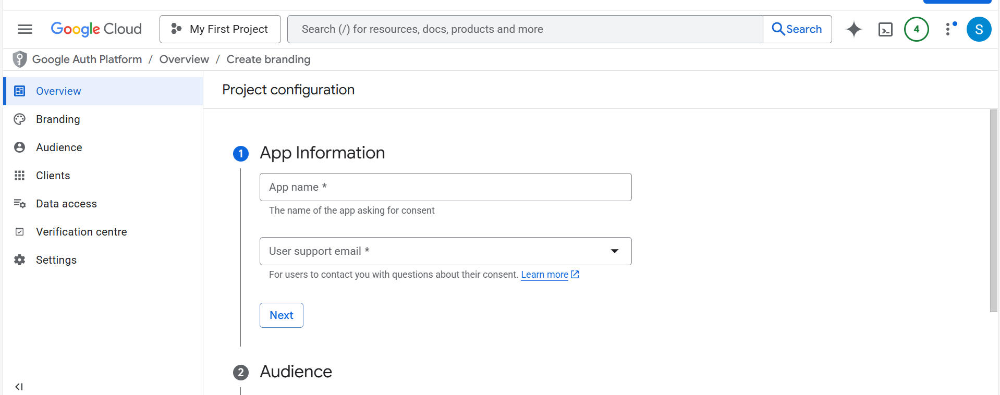 Google Cloud
My First Project
Search (/) for resources, docs, products and more
Search
4
S
Google Auth Platform / Overview / Create branding
Overview
Branding
Audience
Clients
Data access
Verification centre
Settings
Project configuration
1 App Information
App name *
The name of the app asking for consent
User support email *
For users to contact you with questions about their consent. Learn more
Next
2 Audience